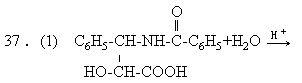 O
37．(1) C₆H₅-CH-NH-C-C₆H₅+H₂O H⁺
HO-CH-COOH